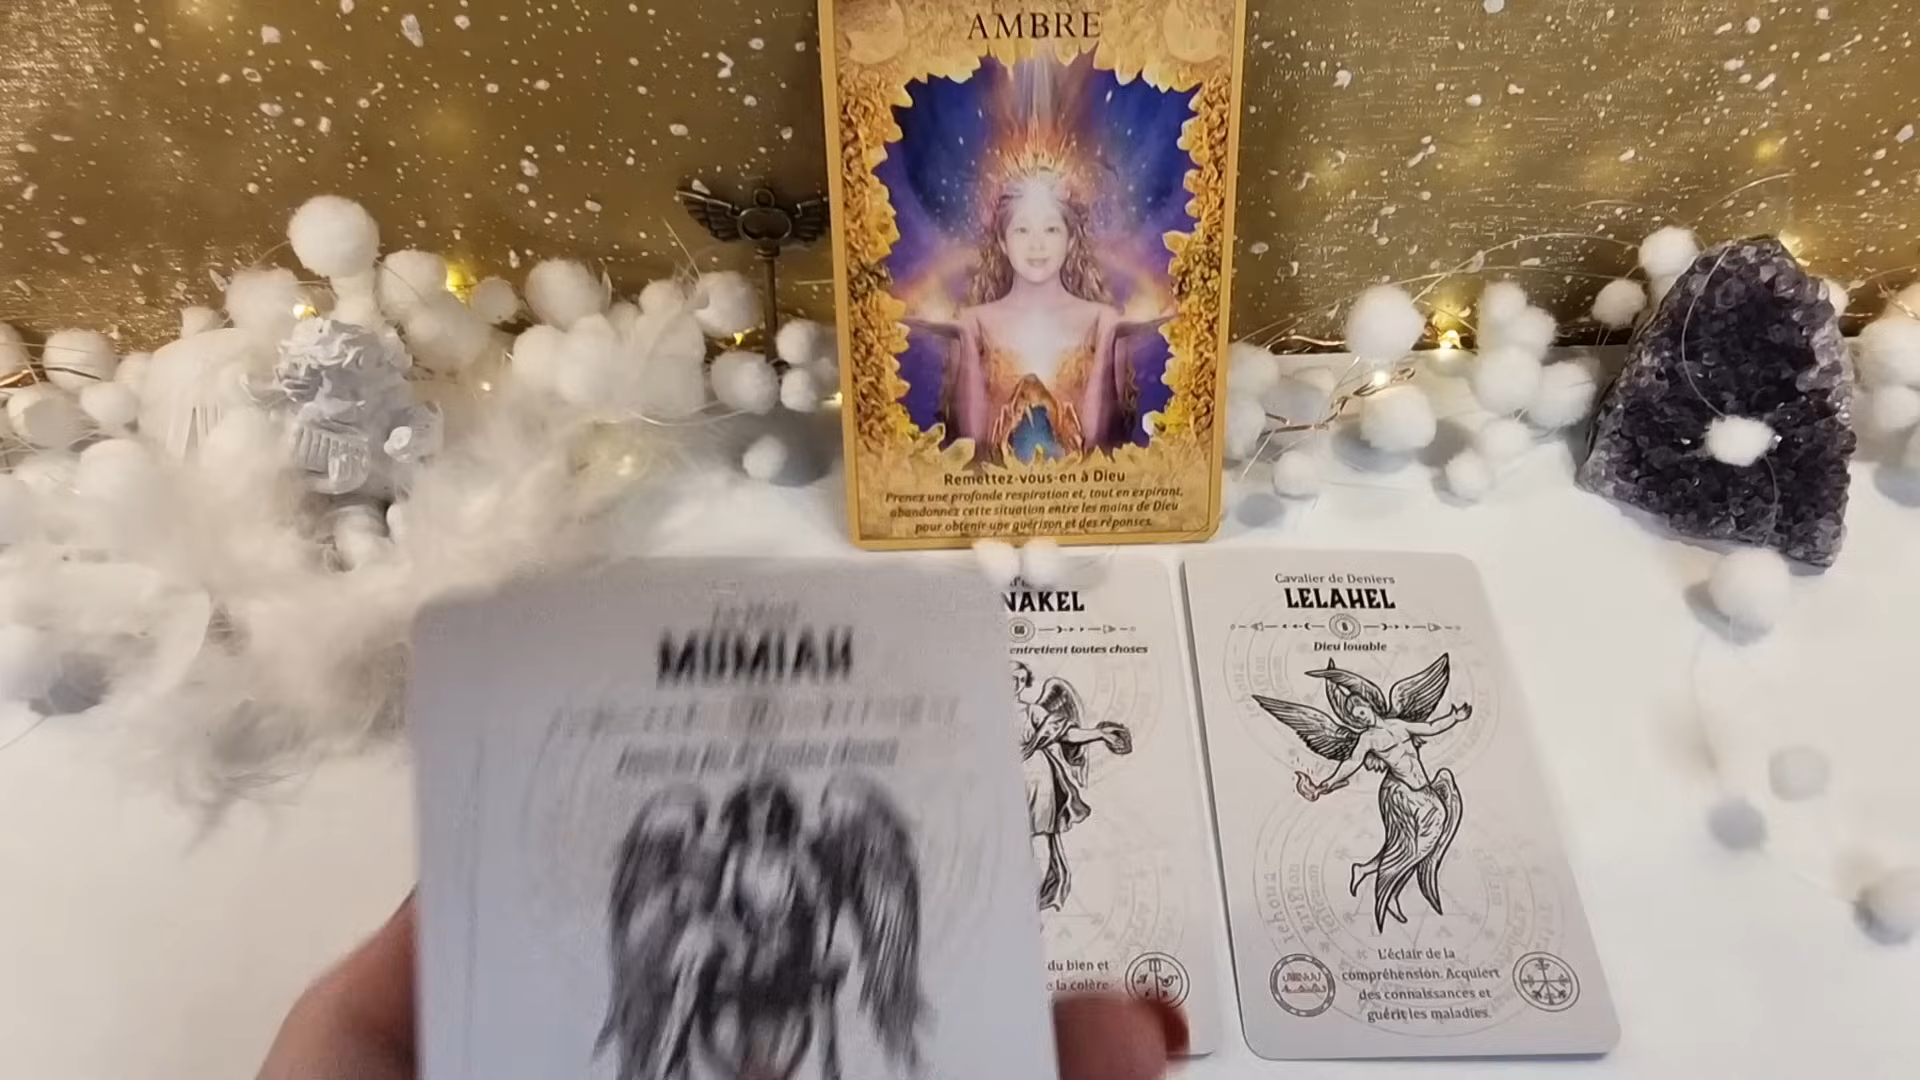 AMBRE
Remettez-vous-en à Dieu
Prenez une profonde respiration et, tout en expirant,
abandonnez cette situation entre les mains de Dieu
pour obtenir une guérison et des réponses.
MUMIAH
NAKEL
66
entretient toutes choses
du bien et
la colère
Cavalier de Deniers
LELAHEL
6
Dieu louable
L'éclair de la
compréhension. Acquiert
des connaissances et
guérit les maladies.